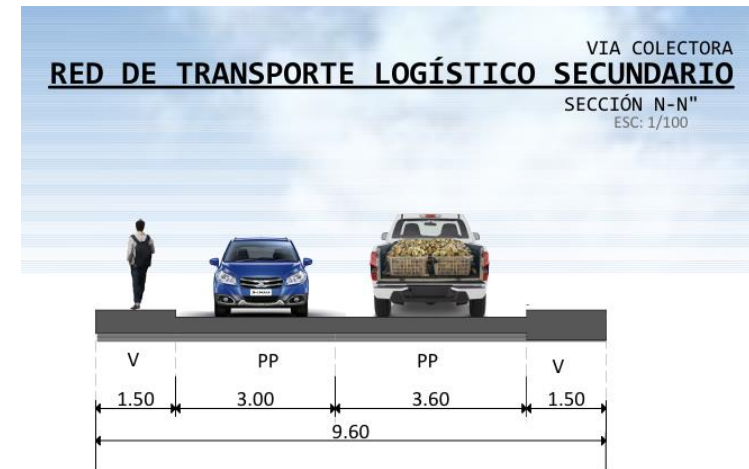 VIA COLECTORA
RED DE TRANSPORTE LOGÍSTICO SECUNDARIO
SECCIÓN N-N"
ESC: 1/100
V PP PP V
1.50 3.00 3.60 1.50
9.60